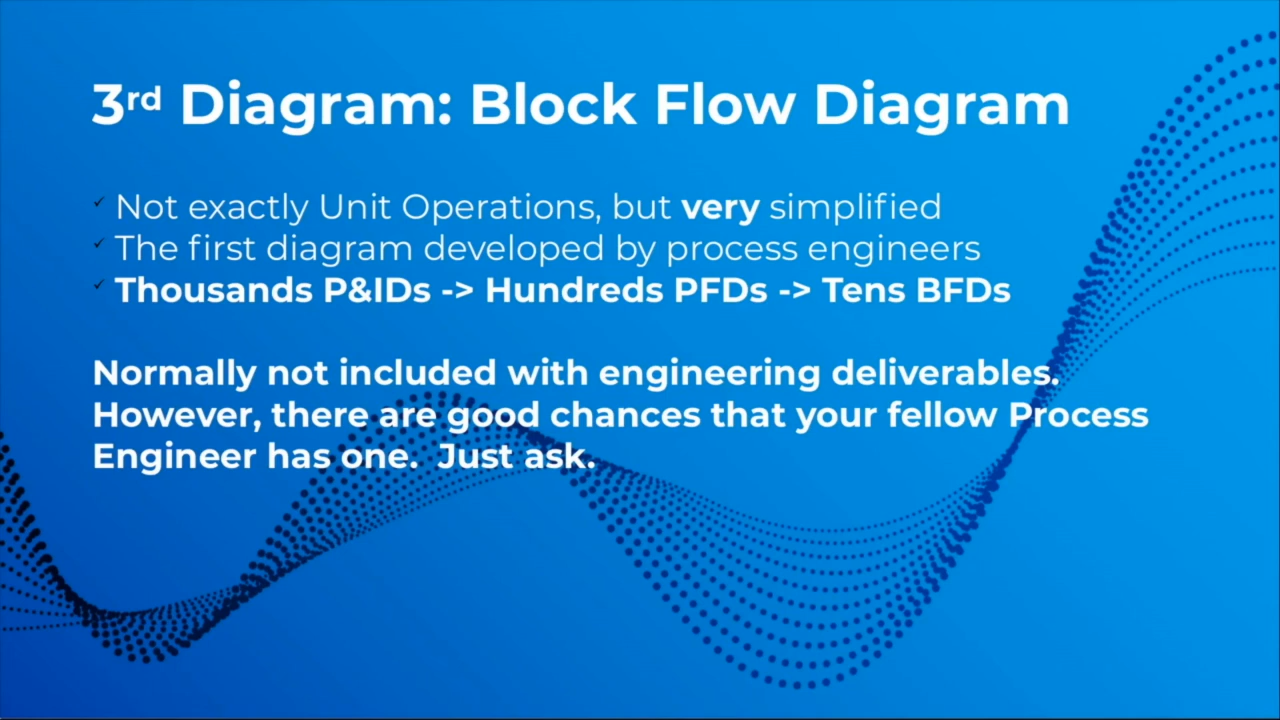 3rd Diagram: Block Flow Diagram
✓ Not exactly Unit Operations, but very simplified
✓ The first diagram developed by process engineers
✓ Thousands P&IDs -> Hundreds PFDs -> Tens BFDs
Normally not included with engineering deliverables.
However, there are good chances that your fellow Process
Engineer has one.  Just ask.